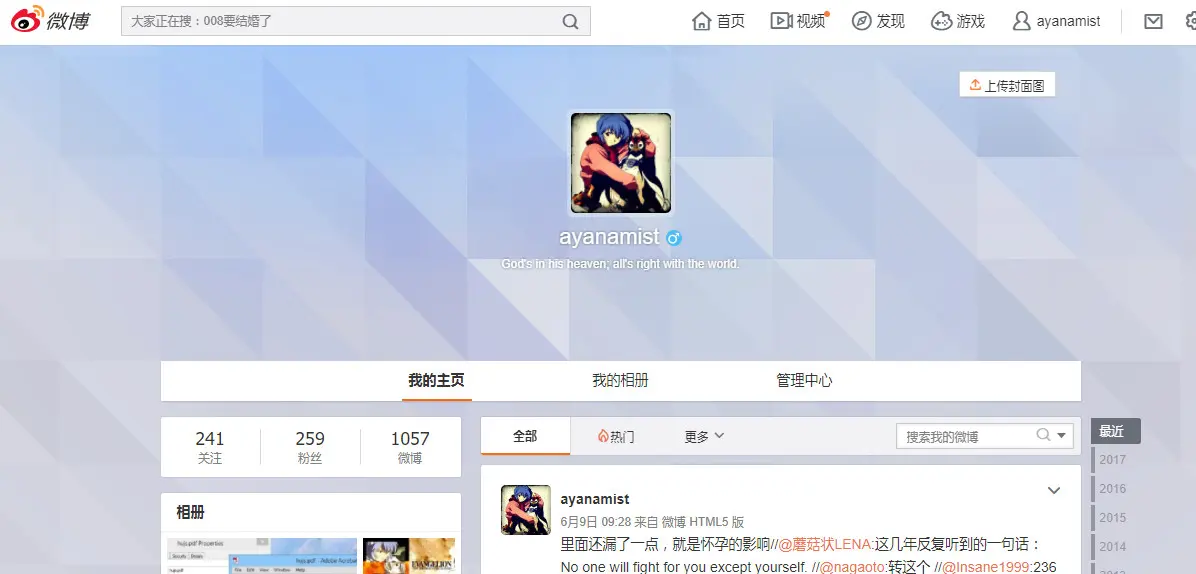 微博
大家正在搜：008要结婚了
首页
视频
发现
游戏
ayanamist
上传封面图
ayanamist
God's in his heaven; all's right with the world.
我的主页
我的相册
管理中心
241
关注
259
粉丝
1057
微博
全部
热门
更多
搜索我的微博
最近
2017
2016
2015
2014
相册
hujs.pdf Properties
ayanamist
6月9日 09:28 来自 微博 HTML5 版
里面还漏了一点，就是怀孕的影响//@蘑菇状LENA:这几年反复听到的一句话：
No one will fight for you except yourself. //@nagaoto:转这个 //@Insane1999:236